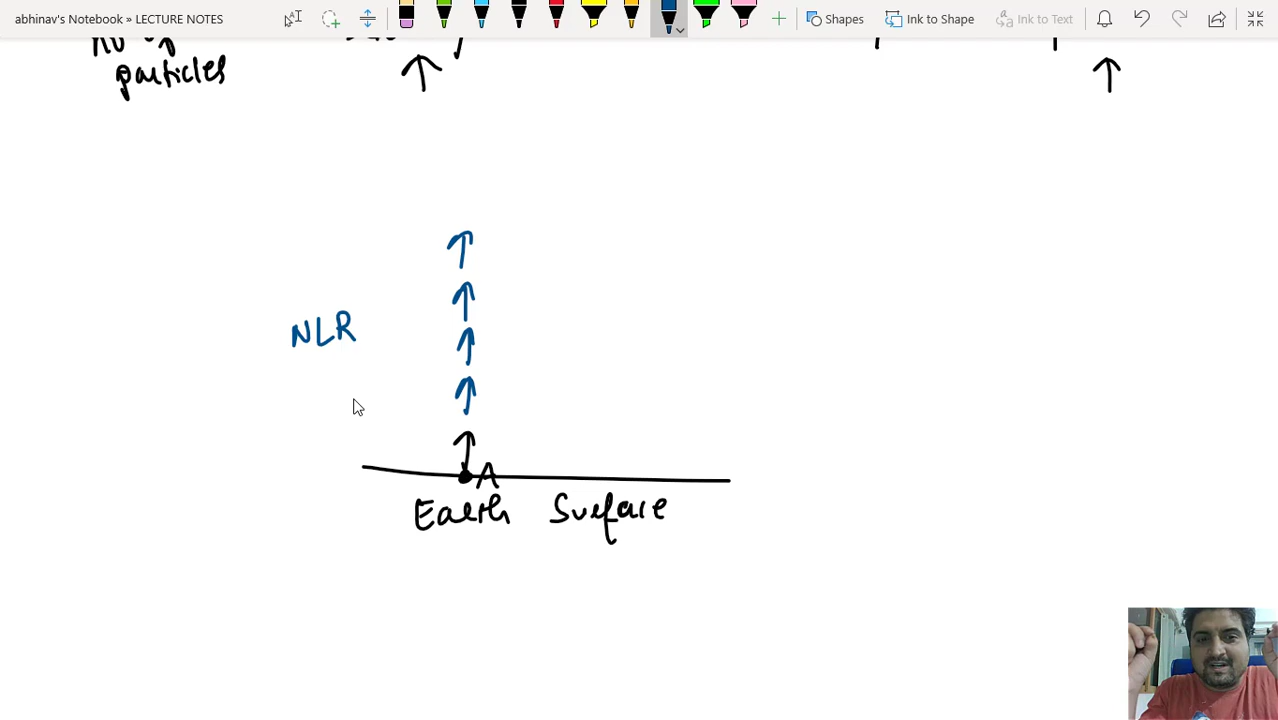 abhinav's Notebook » LECTURE NOTES
Shapes
Ink to Shape
Ink to Text
particles
NLR
A
Earth Surface